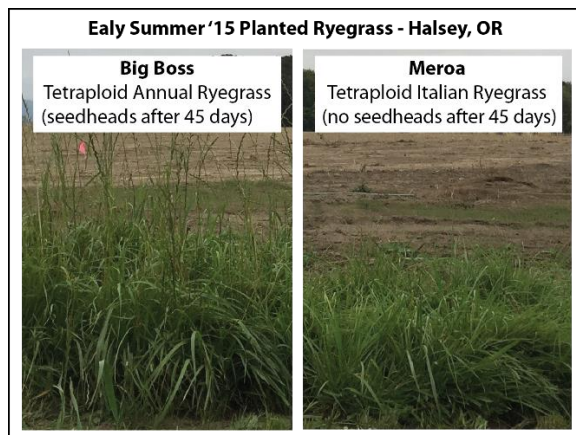 Ealy Summer ‘15 Planted Ryegrass - Halsey, OR
Big Boss
Tetraploid Annual Ryegrass
(seedheads after 45 days)
Meroa
Tetraploid Italian Ryegrass
(no seedheads after 45 days)